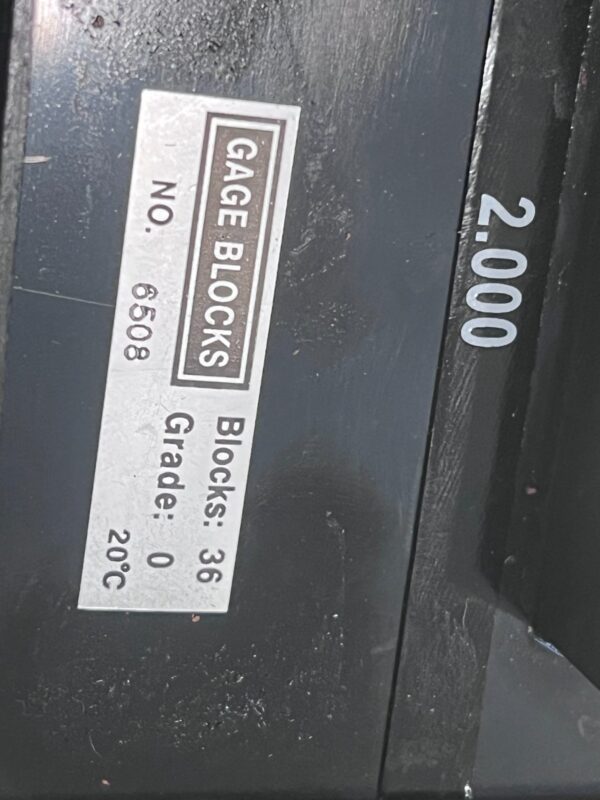 2.000
GAGE BLOCKS
Blocks: 36
Grade: 0
NO. 6508
20°C